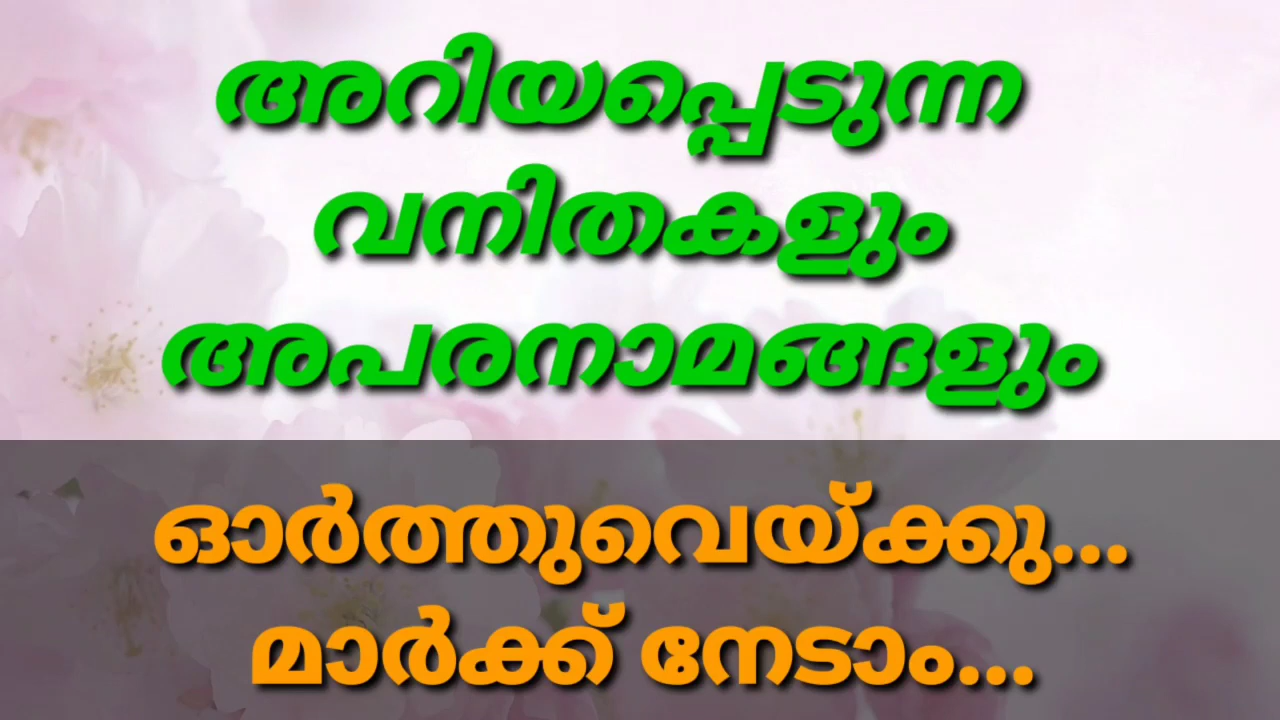 അറിയപ്പെടുന്ന
വനിതകളും
അപരനാമങ്ങളും
ഓർത്തുവെയ്ക്കു...
മാർക്ക് നേടാം...